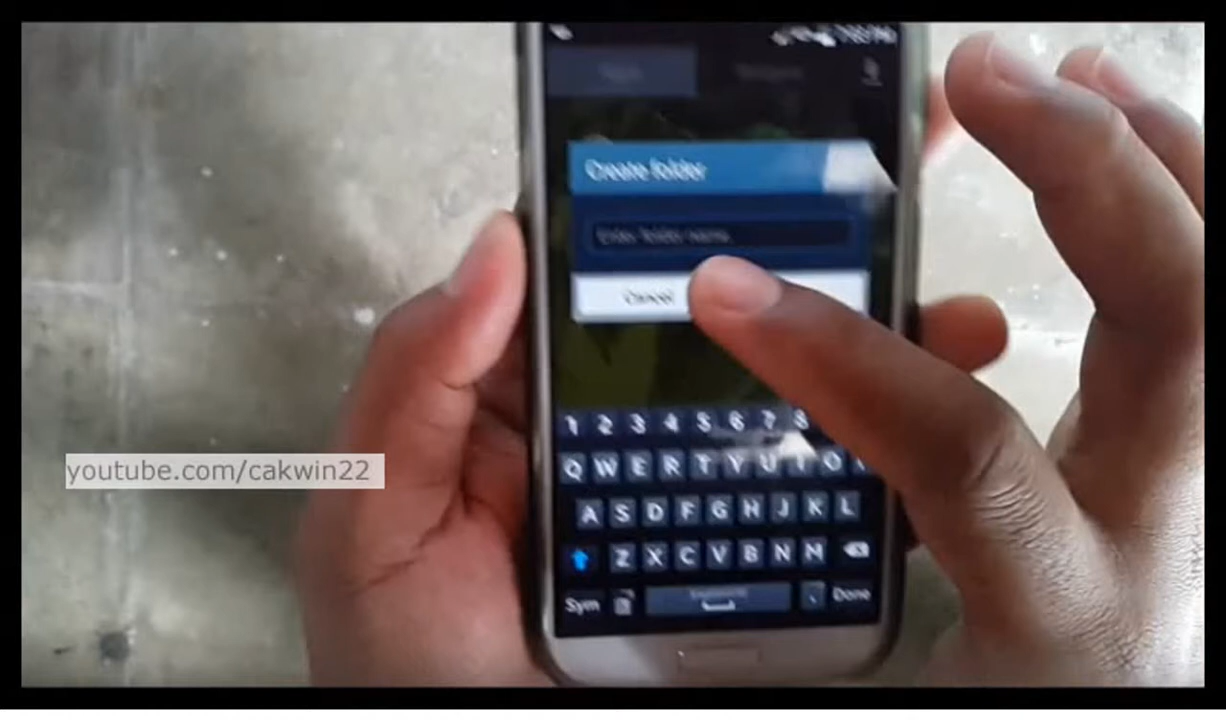 Create folder
Enter folder name
Cancel
1 2 3 4 5 6 7 8
Q W E R T Y U I O
A S D F G H J K L
Z X C V B N M
Sym
Done
youtube.com/cakwin22